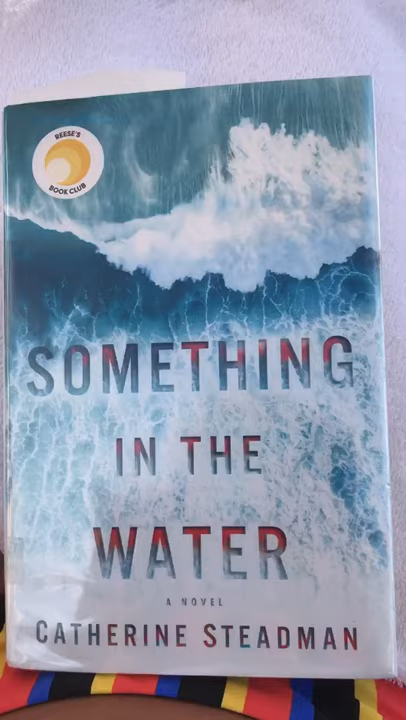 REESE'S
BOOK CLUB
SOMETHING
IN THE
WATER
A NOVEL
CATHERINE STEADMAN